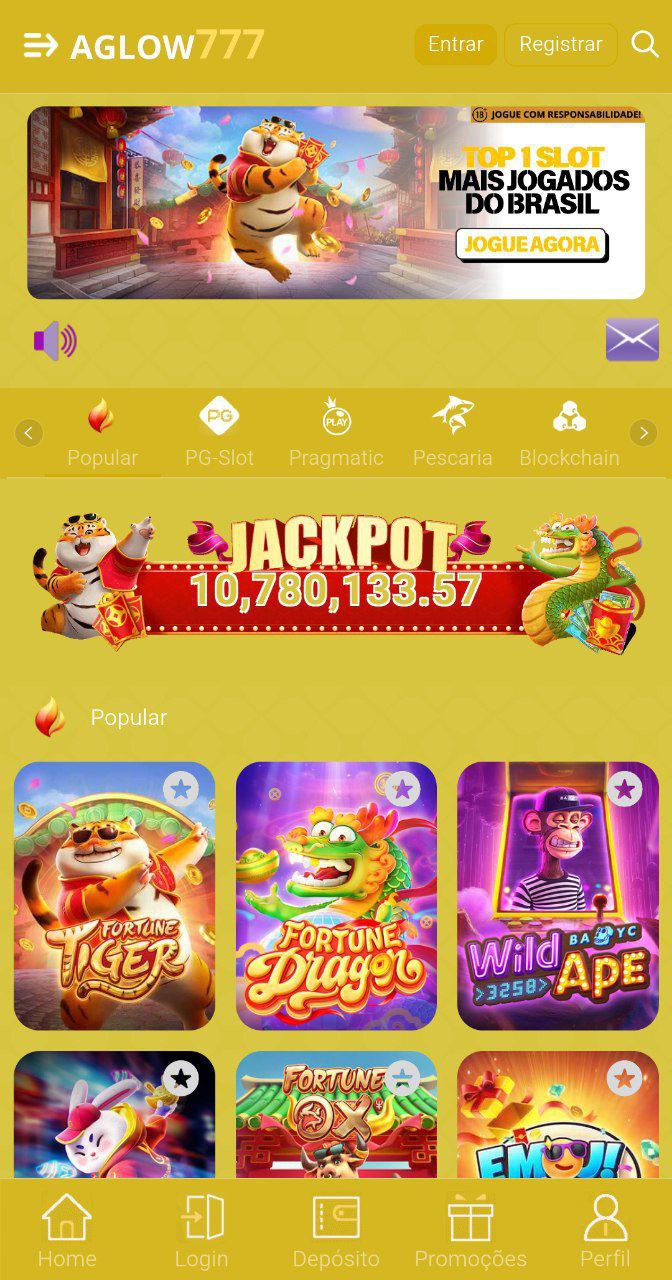 AGLOW777
Entrar
Registrar
18 JOGUE COM RESPONSABILIDADE!
TOP 1 SLOT
MAIS JOGADOS
DO BRASIL
JOGUE AGORA
PG
PLAY
Popular
PG-Slot
Pragmatic
Pescaria
Blockchain
JACKPOT
10,780,133.57
Popular
FORTUNE
TIGER
FORTUNE
Dragon
BA YC
Wild
>3258>
APE
FORTUNE
OX
EMOJI
Home
Login
Depósito
Promoções
Perfil